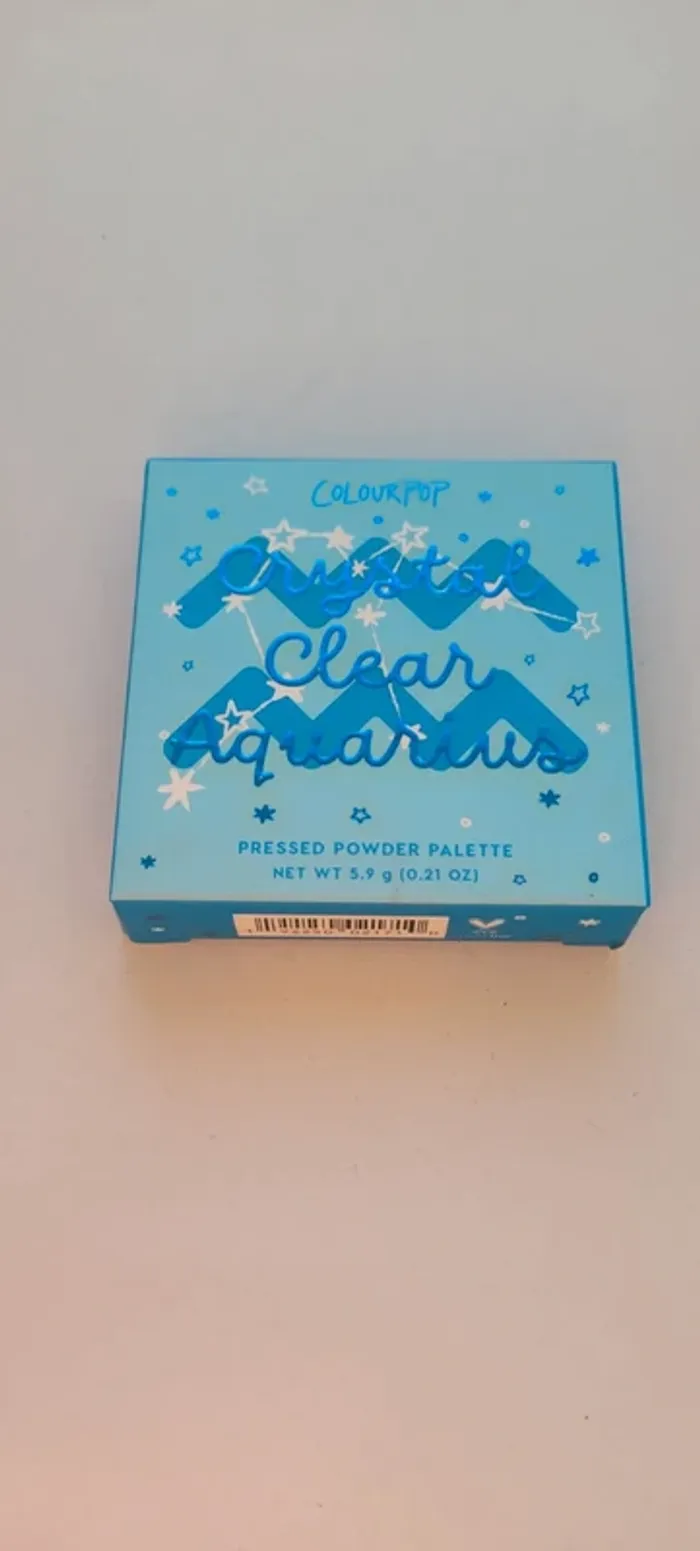 COLOURPOP
Crystal
Clear
Aquarius
PRESSED POWDER PALETTE
NET WT 5.9 g (0.21 OZ)